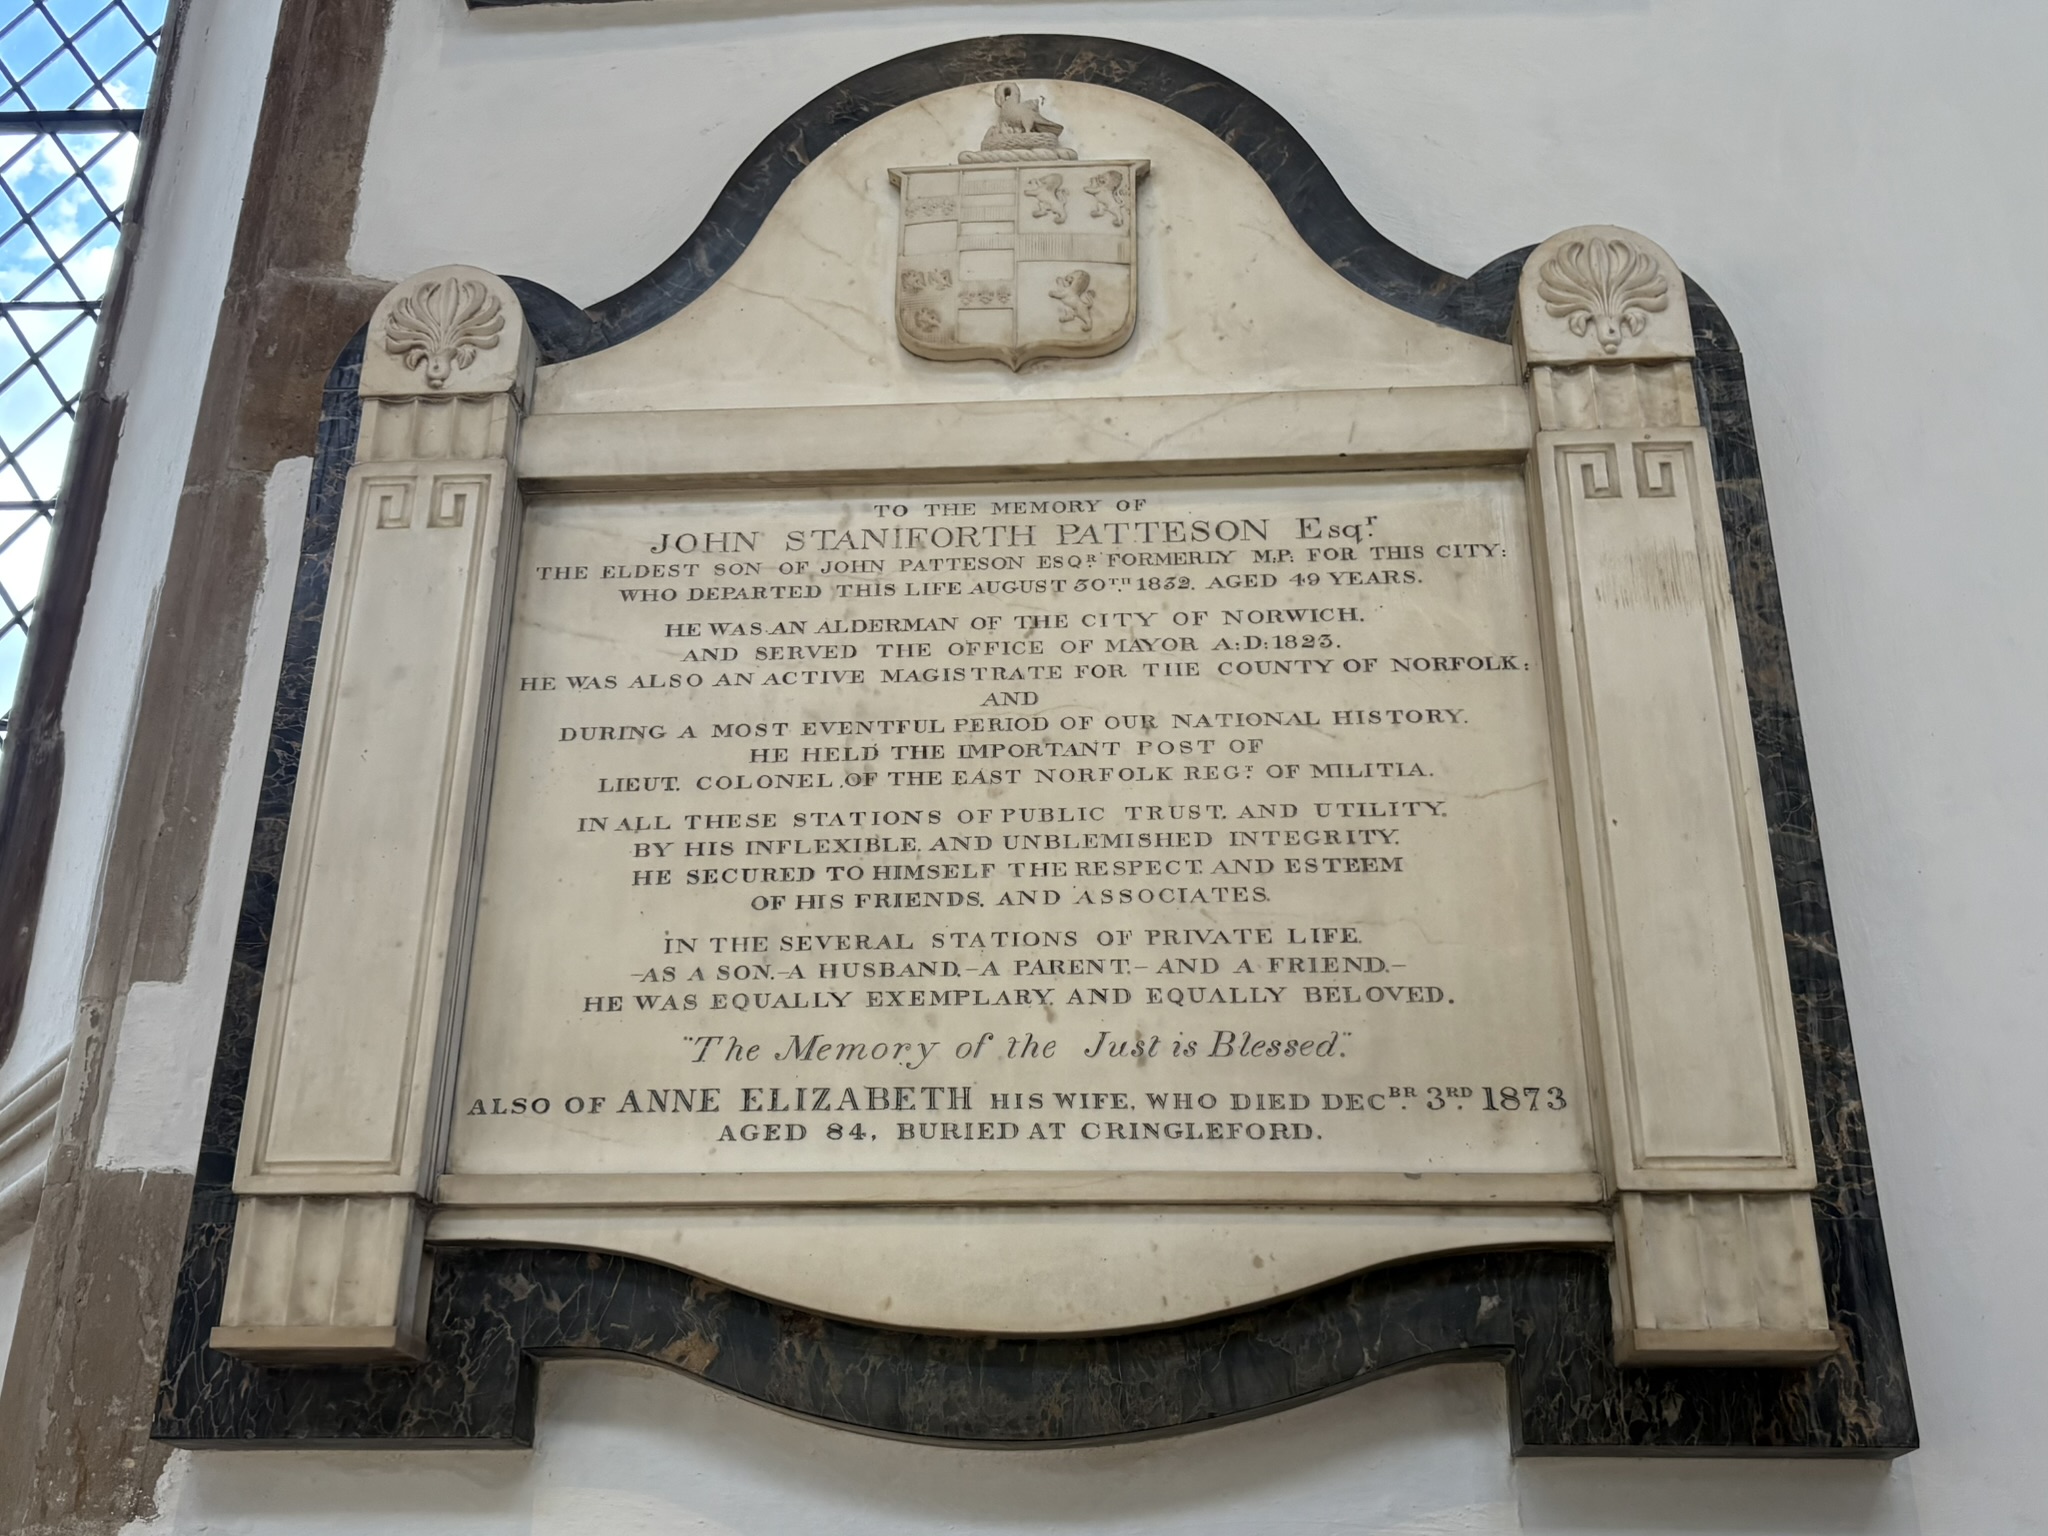 TO THE MEMORY OF
JOHN STANIFORTH PATTESON Esqr.
THE ELDEST SON OF JOHN PATTESON ESQR. FORMERLY M.P: FOR THIS CITY:
WHO DEPARTED THIS LIFE AUGUST 30TH. 1832. AGED 49 YEARS.
HE WAS AN ALDERMAN OF THE CITY OF NORWICH.
AND SERVED THE OFFICE OF MAYOR A:D:1823.
HE WAS ALSO AN ACTIVE MAGISTRATE FOR THE COUNTY OF NORFOLK:
AND
DURING A MOST EVENTFUL PERIOD OF OUR NATIONAL HISTORY.
HE HELD THE IMPORTANT POST OF
LIEUT. COLONEL OF THE EAST NORFOLK REGT. OF MILITIA.
IN ALL THESE STATIONS OF PUBLIC TRUST, AND UTILITY,
BY HIS INFLEXIBLE, AND UNBLEMISHED INTEGRITY,
HE SECURED TO HIMSELF THE RESPECT, AND ESTEEM
OF HIS FRIENDS, AND ASSOCIATES.
IN THE SEVERAL STATIONS OF PRIVATE LIFE,
–AS A SON,–A HUSBAND,–A PARENT,– AND A FRIEND,–
HE WAS EQUALLY EXEMPLARY, AND EQUALLY BELOVED.
"The Memory of the Just is Blessed."
ALSO OF ANNE ELIZABETH HIS WIFE, WHO DIED DECBR. 3RD. 1873
AGED 84, BURIED AT CRINGLEFORD.